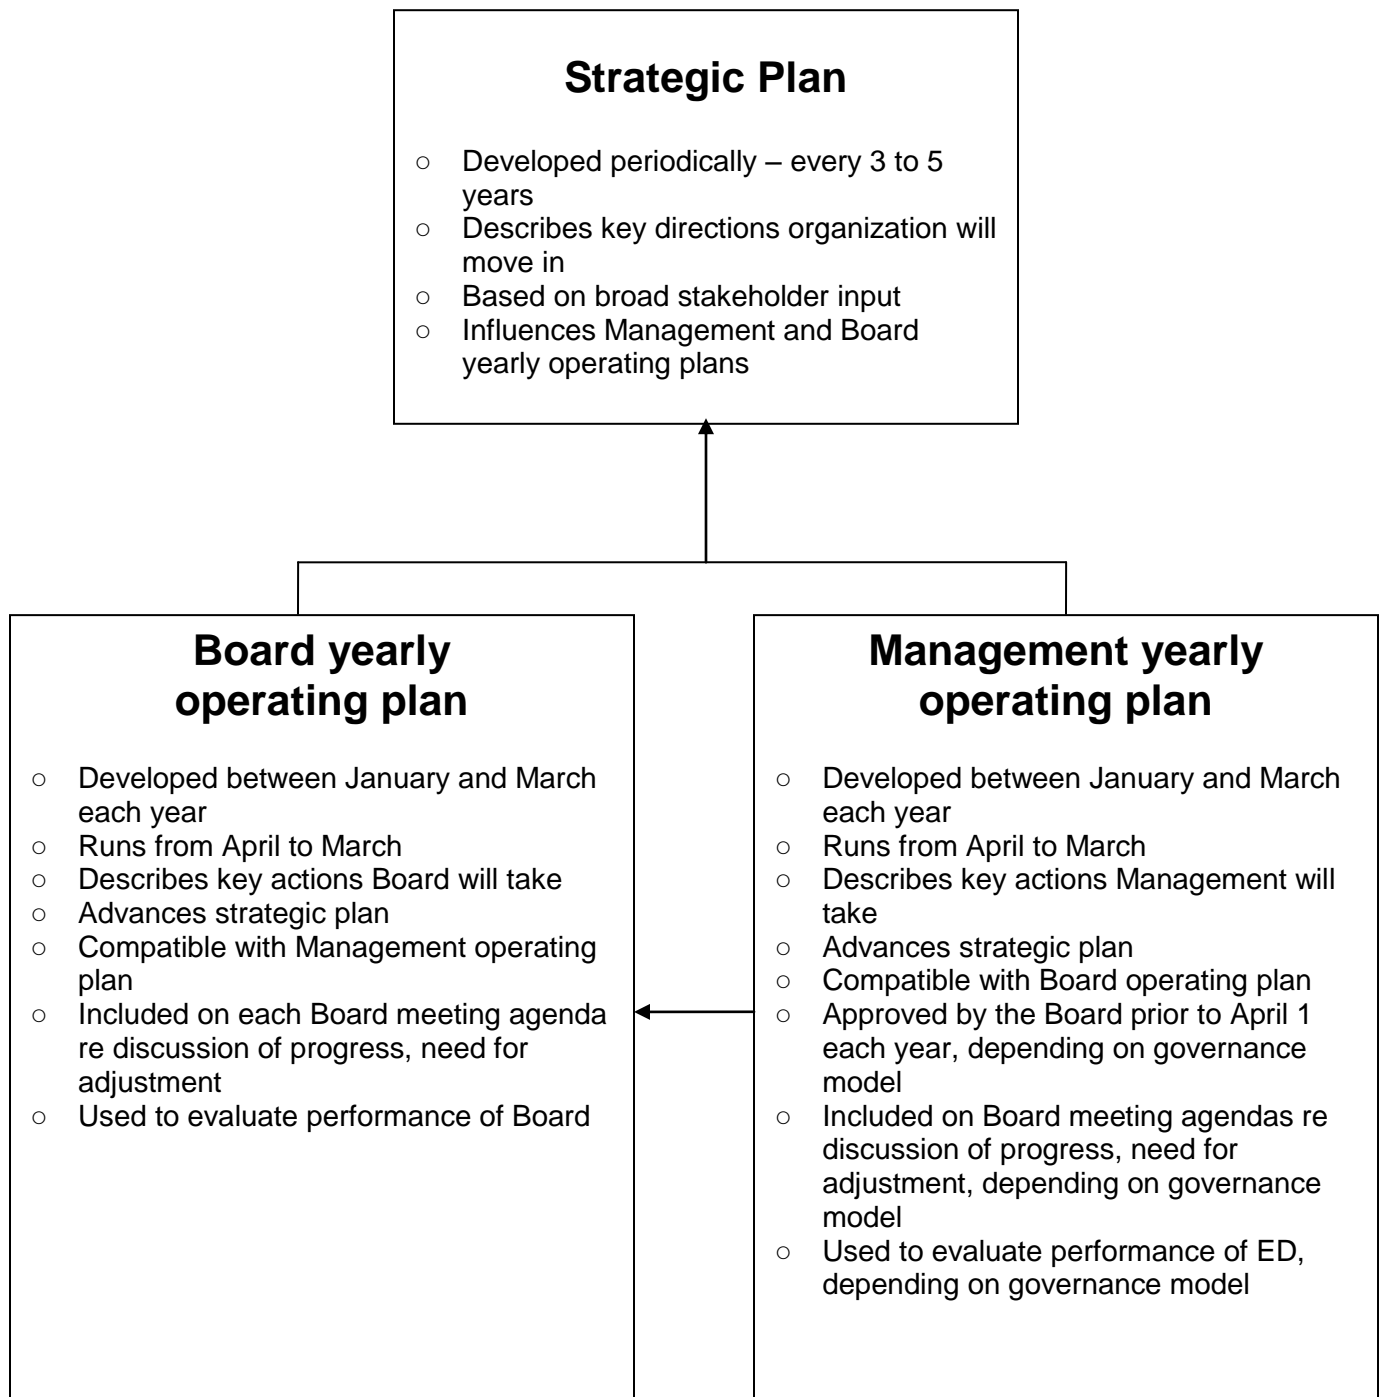 Strategic Plan
○ Developed periodically – every 3 to 5
years
○ Describes key directions organization will
move in
○ Based on broad stakeholder input
○ Influences Management and Board
yearly operating plans
Board yearly
operating plan
○ Developed between January and March
each year
○ Runs from April to March
○ Describes key actions Board will take
○ Advances strategic plan
○ Compatible with Management operating
plan
○ Included on each Board meeting agenda
re discussion of progress, need for
adjustment
○ Used to evaluate performance of Board
Management yearly
operating plan
○ Developed between January and March
each year
○ Runs from April to March
○ Describes key actions Management will
take
○ Advances strategic plan
○ Compatible with Board operating plan
○ Approved by the Board prior to April 1
each year, depending on governance
model
○ Included on Board meeting agendas re
discussion of progress, need for
adjustment, depending on governance
model
○ Used to evaluate performance of ED,
depending on governance model